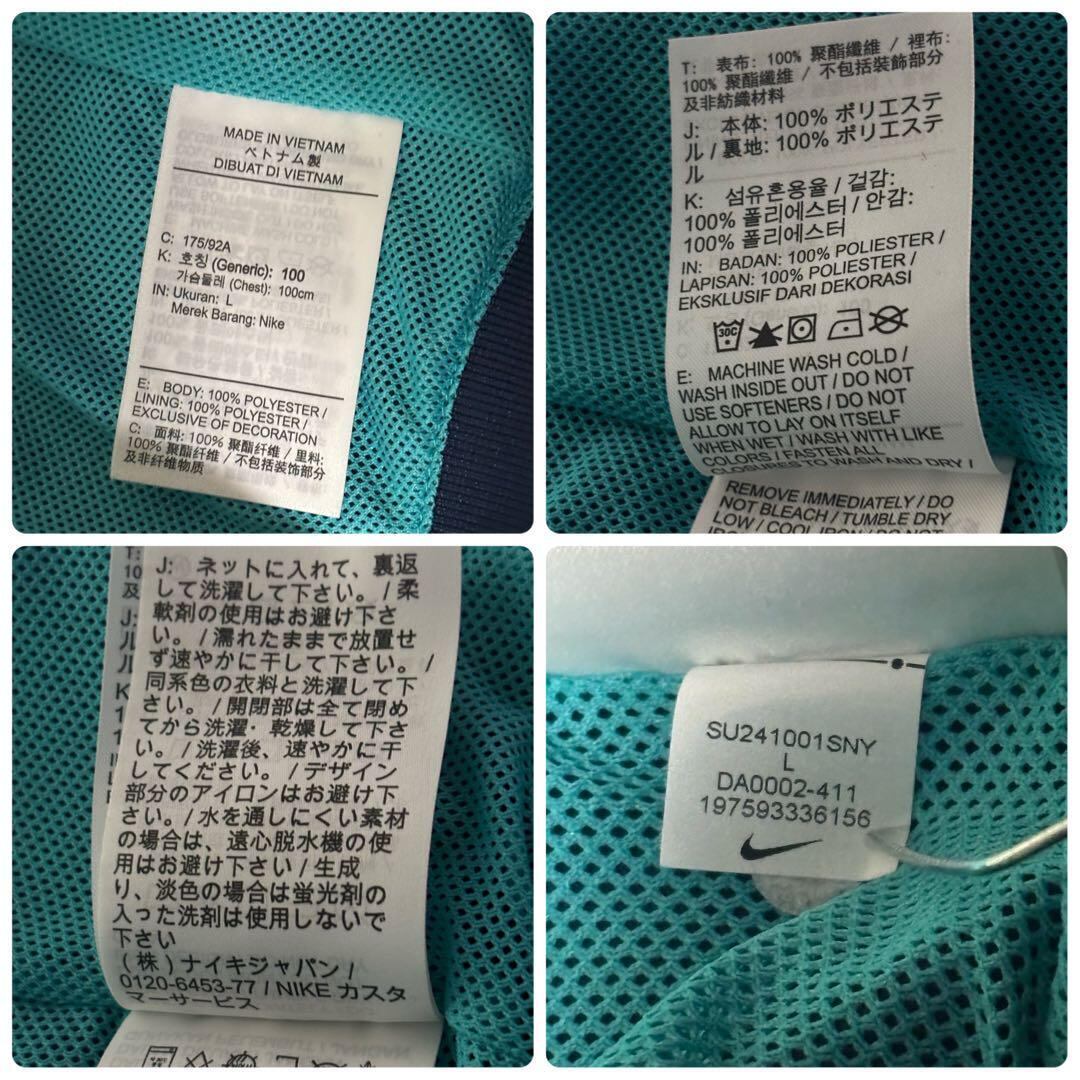 MADE IN VIETNAM
ベトナム製
DIBUAT DI VIETNAM
C: 175/92A
K: 호칭 (Generic): 100
가슴둘레 (Chest): 100cm
IN: Ukuran: L
Merek Barang: Nike
E: BODY: 100% POLYESTER /
LINING: 100% POLYESTER /
EXCLUSIVE OF DECORATION
C: 面料: 100% 聚酯纤维 / 里料:
100% 聚酯纤维 / 不包括装饰部分
及非纤维物质
T: 表布: 100% 聚酯纖維 / 裡布:
100% 聚酯纖維 / 不包括裝飾部分
及非紡織材料
J: 本体: 100% ポリエステ
ル / 裏地: 100% ポリエステ
ル
K: 섬유혼용율 / 겉감:
100% 폴리에스터 / 안감:
100% 폴리에스터
IN: BADAN: 100% POLIESTER /
LAPISAN: 100% POLIESTER /
EKSKLUSIF DARI DEKORASI
30C
E: MACHINE WASH COLD /
WASH INSIDE OUT / DO NOT
USE SOFTENERS / DO NOT
ALLOW TO LAY ON ITSELF
WHEN WET / WASH WITH LIKE
COLORS / FASTEN ALL
CLOSURES TO WASH AND DRY /
REMOVE IMMEDIATELY / DO
NOT BLEACH / TUMBLE DRY
LOW / COOL IRON / DO NOT
J: ネットに入れて、裏返
して洗濯して下さい。/ 柔
軟剤の使用はお避け下さ
い。/ 濡れたままで放置せ
ず速やかに干して下さい。/
同系色の衣料と洗濯して下
さい。/ 開閉部は全て閉め
てから洗濯・乾燥して下さ
い。/ 洗濯後、速やかに干
してください。/ デザイン
部分のアイロンはお避け下
さい。/ 水を通しにくい素材
の場合は、遠心脱水機の使
用はお避け下さい / 生成
り、淡色の場合は蛍光剤の
入った洗剤は使用しないで
下さい
(株) ナイキジャパン /
0120-6453-77 / NIKE カスタ
マーサービス
SU241001SNY
L
DA0002-411
197593336156